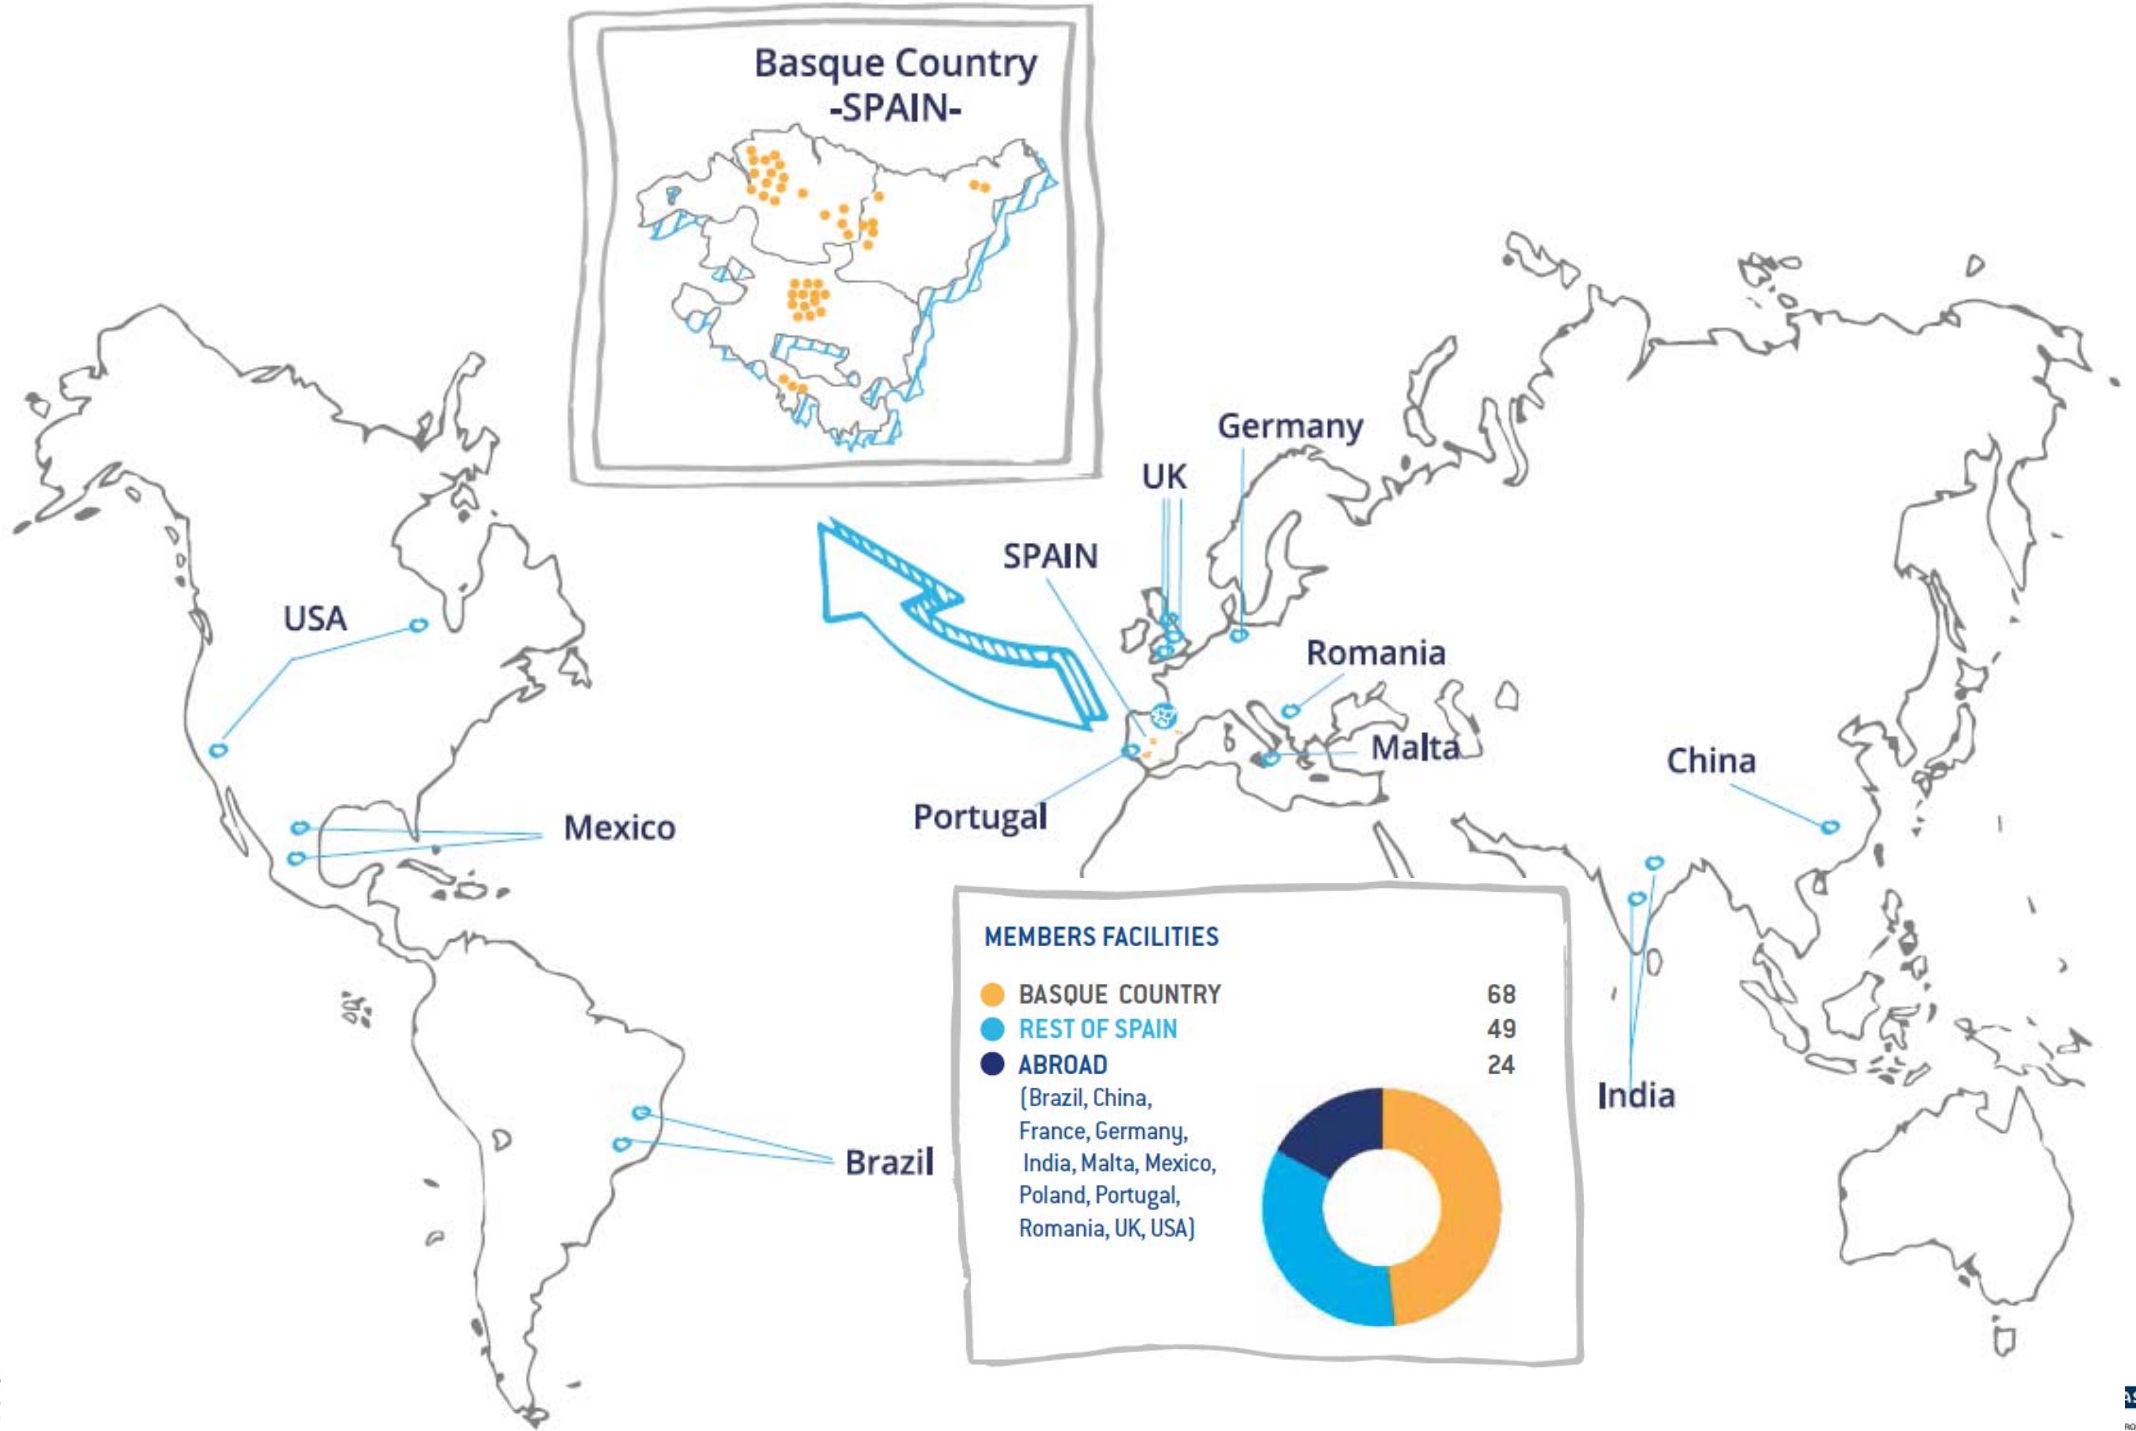 Basque Country
-SPAIN-
Germany
UK
SPAIN
USA
Romania
Malta
China
Portugal
Mexico
MEMBERS FACILITIES
BASQUE COUNTRY 68
REST OF SPAIN 49
ABROAD 24
(Brazil, China,
France, Germany,
India, Malta, Mexico,
Poland, Portugal,
Romania, UK, USA)
India
Brazil